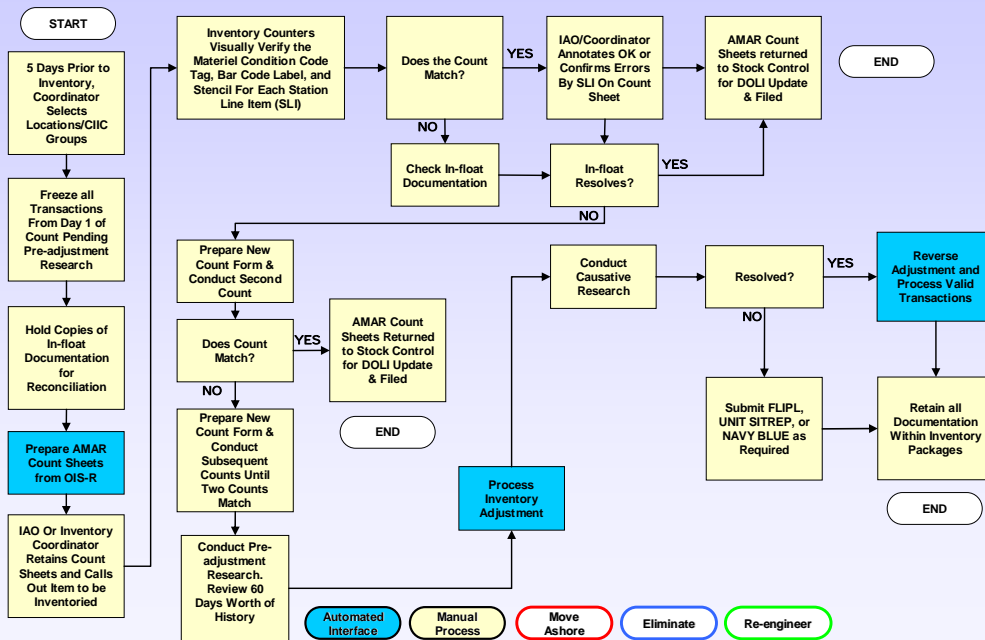 START
5 Days Prior to
Inventory,
Coordinator
Selects
Locations/CIIC
Groups
Freeze all
Transactions
From Day 1 of
Count Pending
Pre-adjustment
Research
Hold Copies of
In-float
Documentation
for
Reconciliation
Prepare AMAR
Count Sheets
from OIS-R
IAO Or Inventory
Coordinator
Retains Count
Sheets and Calls
Out Item to be
Inventoried
Inventory Counters
Visually Verify the
Materiel Condition Code
Tag, Bar Code Label, and
Stencil For Each Station
Line Item (SLI)
Does the Count
Match?
YES
NO
IAO/Coordinator
Annotates OK or
Confirms Errors
By SLI On Count
Sheet
AMAR Count
Sheets returned
to Stock Control
for DOLI Update
& Filed
END
Check In-float
Documentation
In-float
Resolves?
YES
NO
Prepare New
Count Form &
Conduct Second
Count
Does Count
Match?
YES
NO
AMAR Count
Sheets Returned
to Stock Control
for DOLI Update
& Filed
END
Prepare New
Count Form &
Conduct
Subsequent
Counts Until
Two Counts
Match
Conduct Pre-
adjustment
Research.
Review 60
Days Worth of
History
Process
Inventory
Adjustment
Conduct
Causative
Research
Resolved?
YES
NO
Reverse
Adjustment and
Process Valid
Transactions
Submit FLIPL,
UNIT SITREP, or
NAVY BLUE as
Required
Retain all
Documentation
Within Inventory
Packages
END
Automated
Interface
Manual
Process
Move
Ashore
Eliminate
Re-engineer